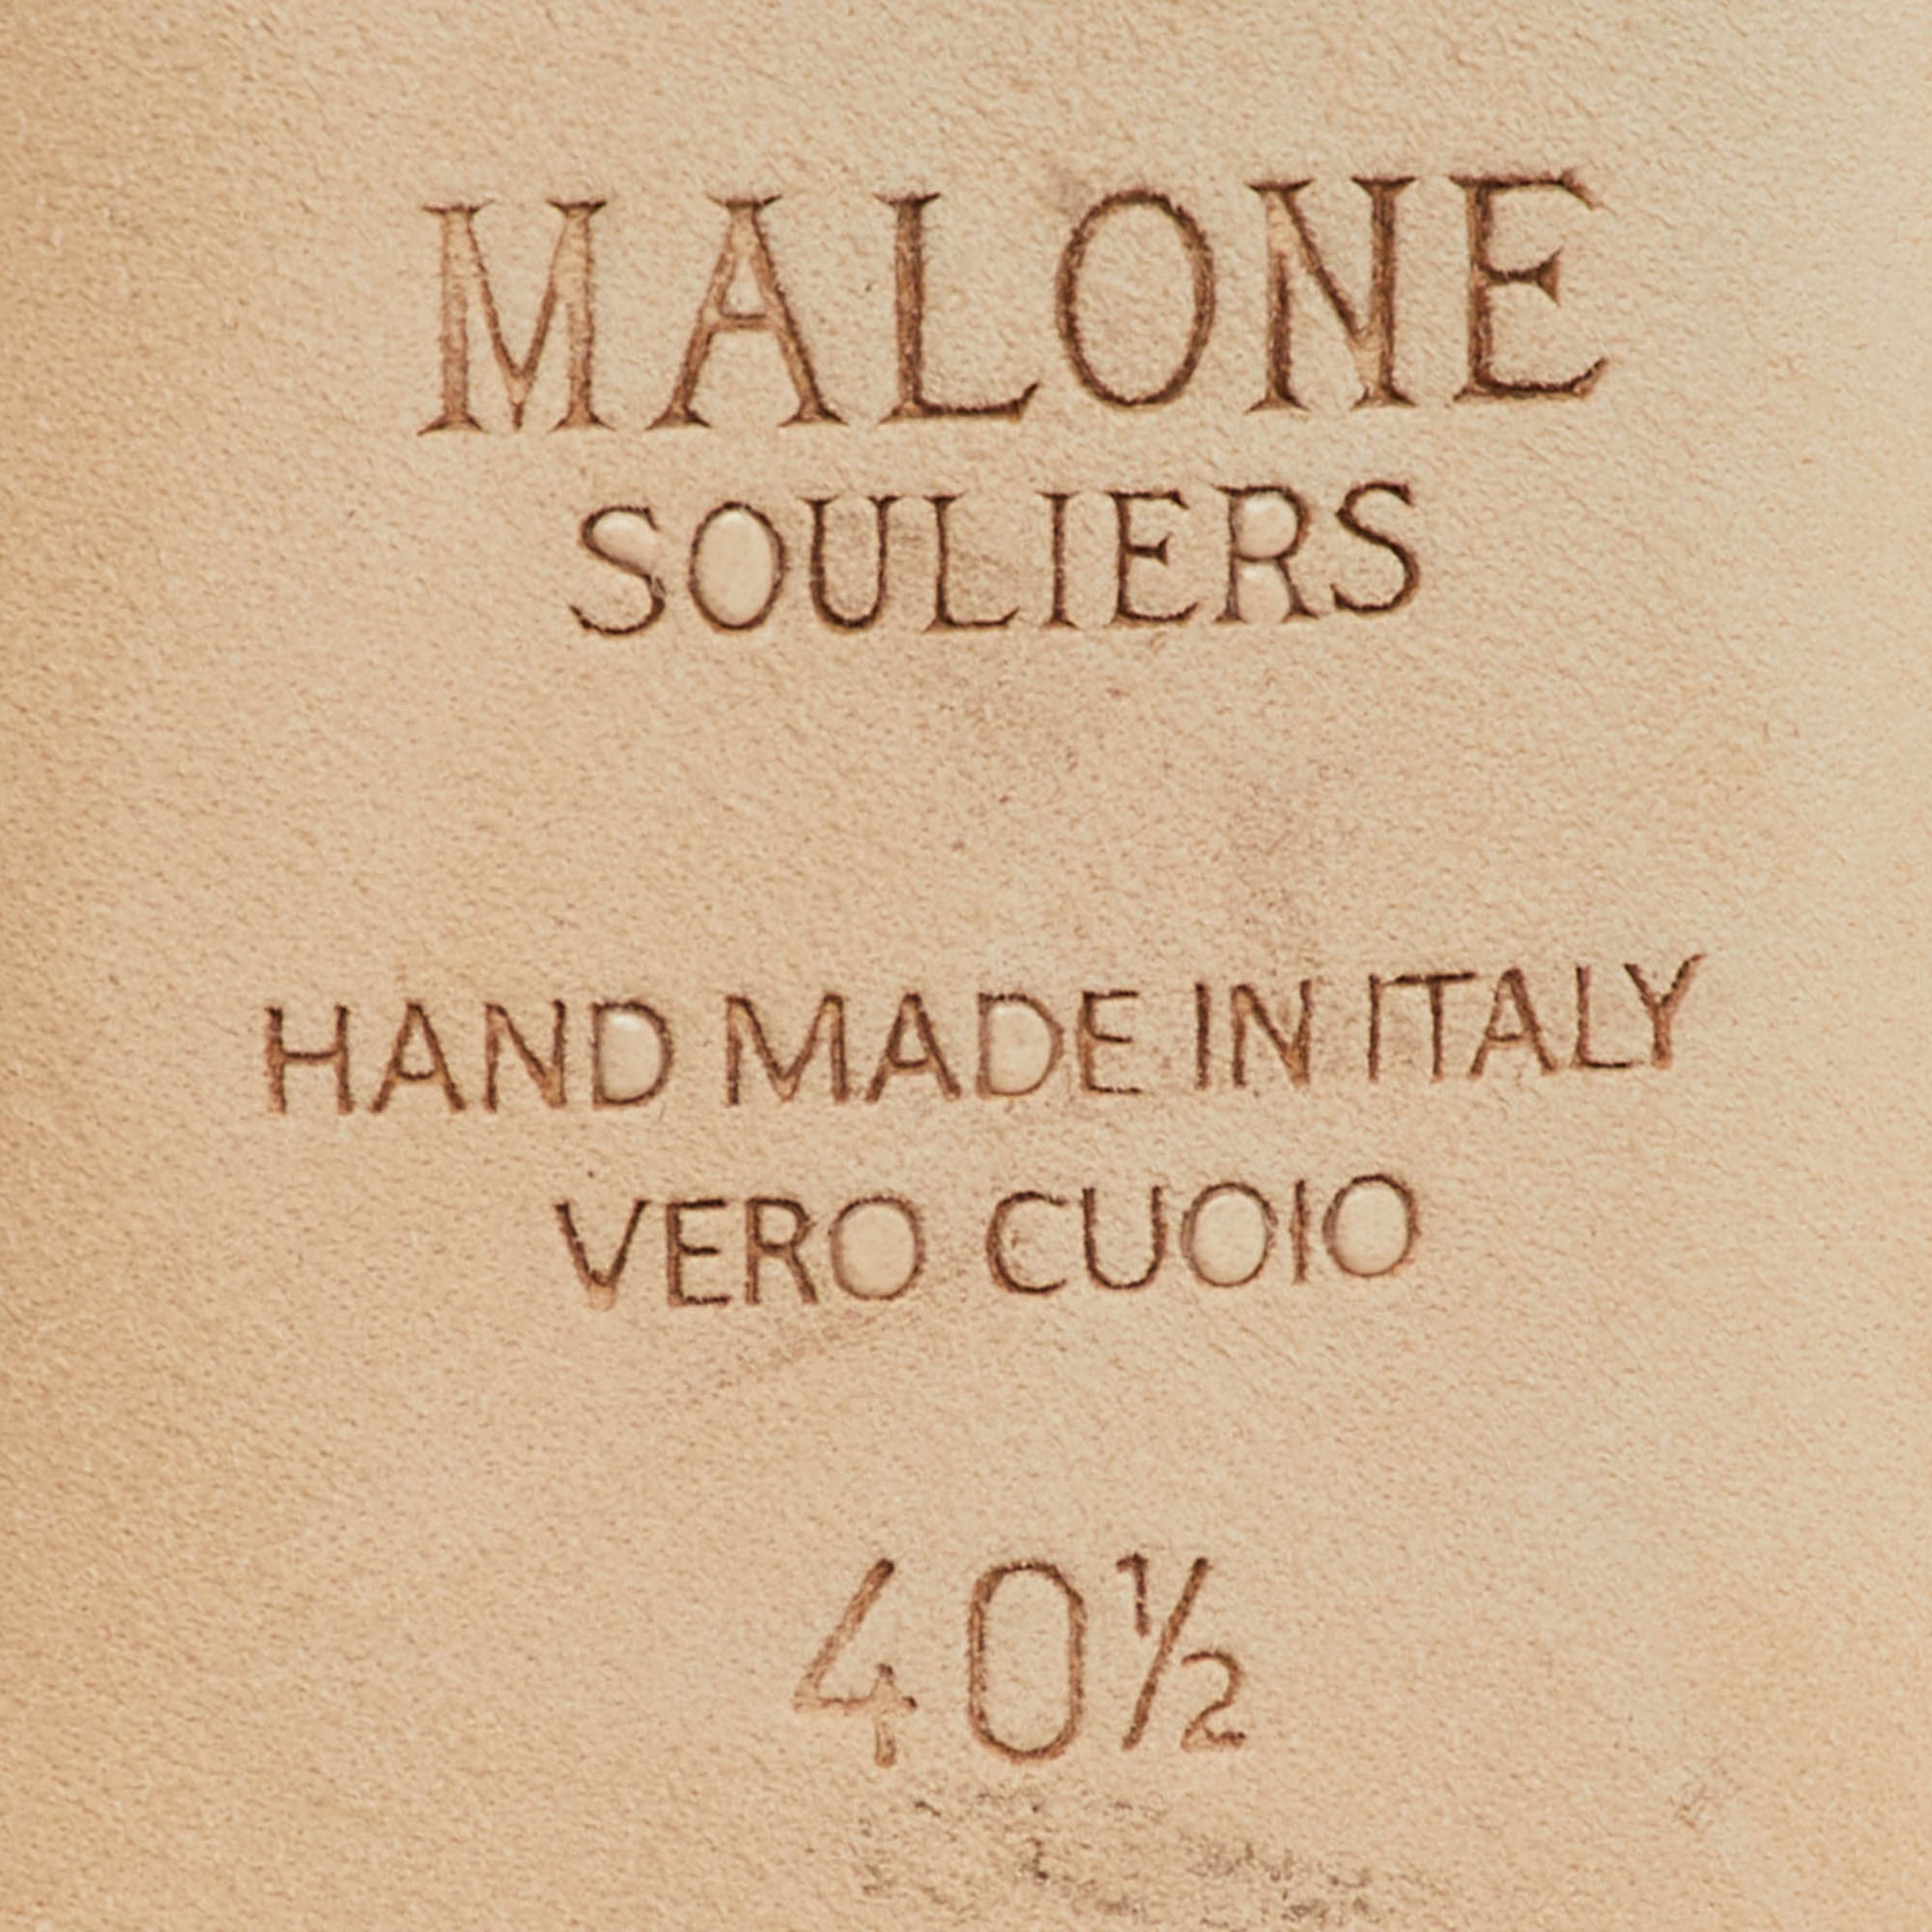 MALONE
SOULIERS
HAND MADE IN ITALY
VERO CUOIO
40½